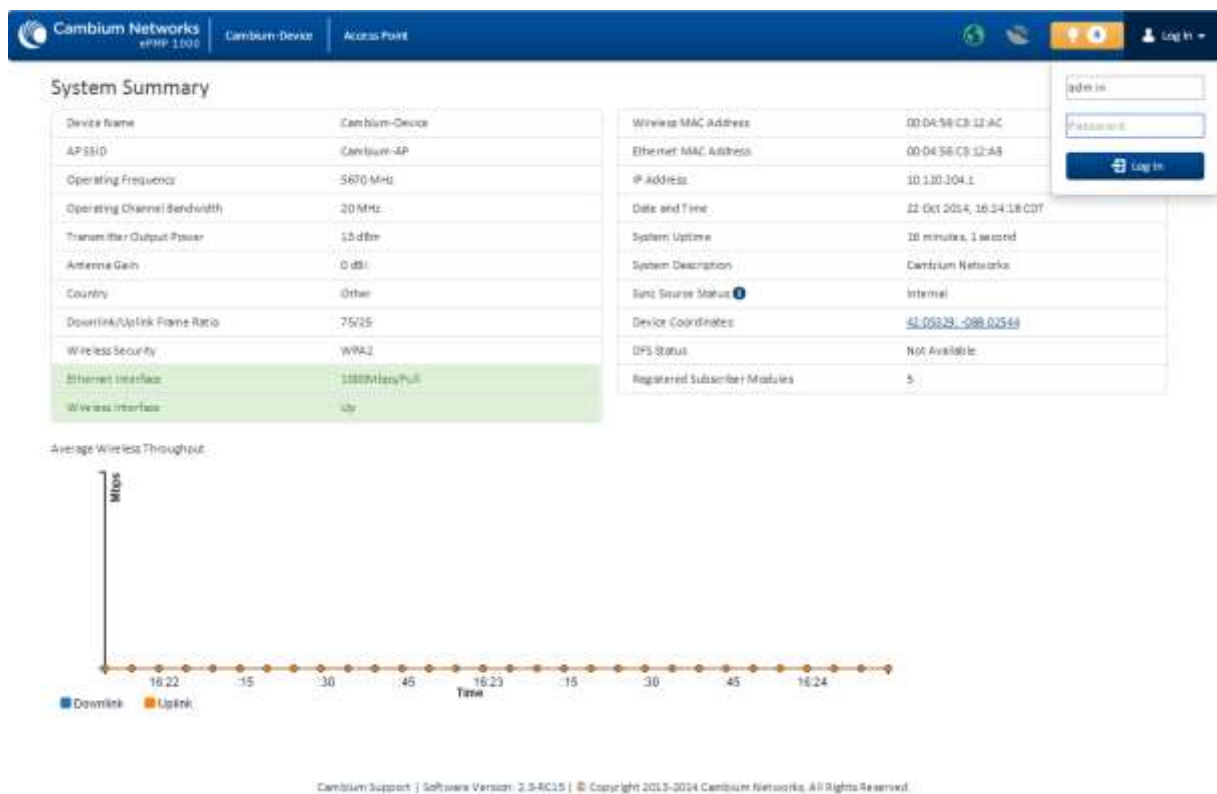 Cambium Networks
ePMP 1000
Cambium-Device
Access Point
Log In
admin
Password
Log In
System Summary
Device Name Cambium-Device
AP SSID Cambium-AP
Operating Frequency 5670 MHz
Operating Channel Bandwidth 20 MHz
Transmitter Output Power 13 dBm
Antenna Gain 0 dBi
Country Other
Downlink/Uplink Frame Ratio 75/25
Wireless Security WPA2
Ethernet Interface 1000Mbps/Full
Wireless Interface Up
Wireless MAC Address 00:04:56:C3:12:AC
Ethernet MAC Address 00:04:56:C3:12:AB
IP Address 10.120.204.1
Date and Time 22 Oct 2014, 16:24:18 CDT
System Uptime 16 minutes, 1 second
System Description Cambium Networks
Sync Source Status Internal
Device Coordinates 42.05329, -088.02544
DFS Status Not Available
Registered Subscriber Modules 5
Average Wireless Throughput
Mbps
16:22 :15 :30 :45 16:23 :15 :30 :45 16:24
Time
Downlink Uplink
Cambium Support | Software Version: 2.3-RC15 | © Copyright 2013-2014 Cambium Networks, All Rights Reserved.